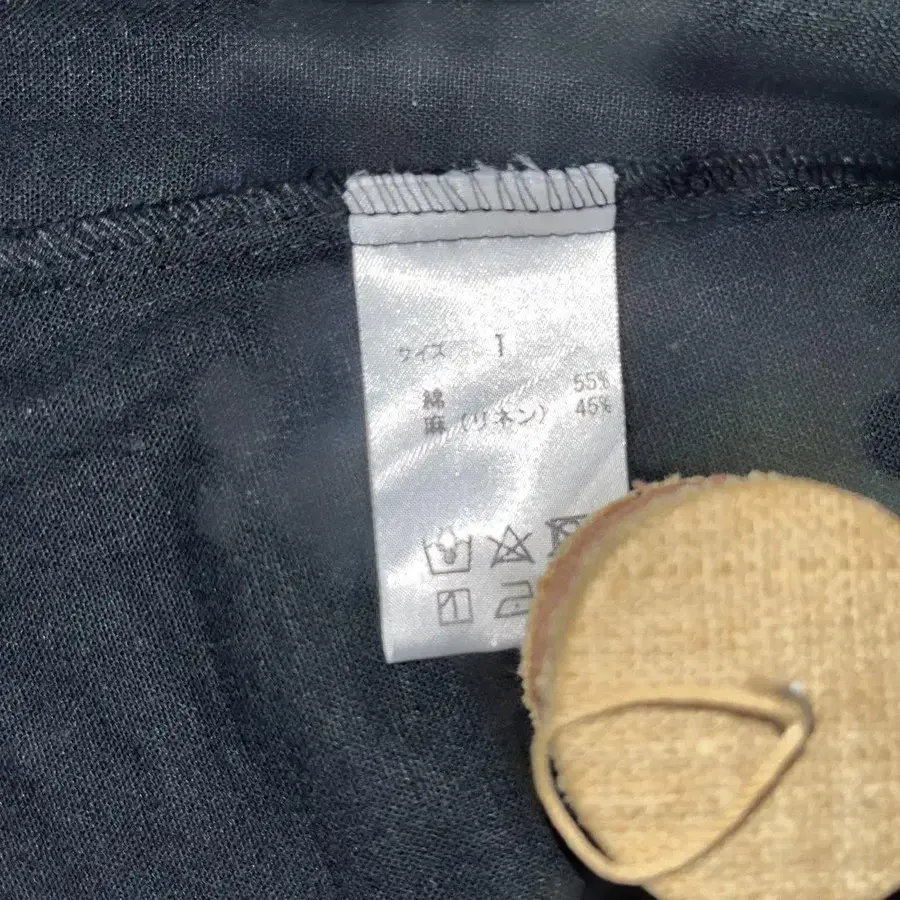 サイズ 1
綿 55%
麻 (リネン) 45%